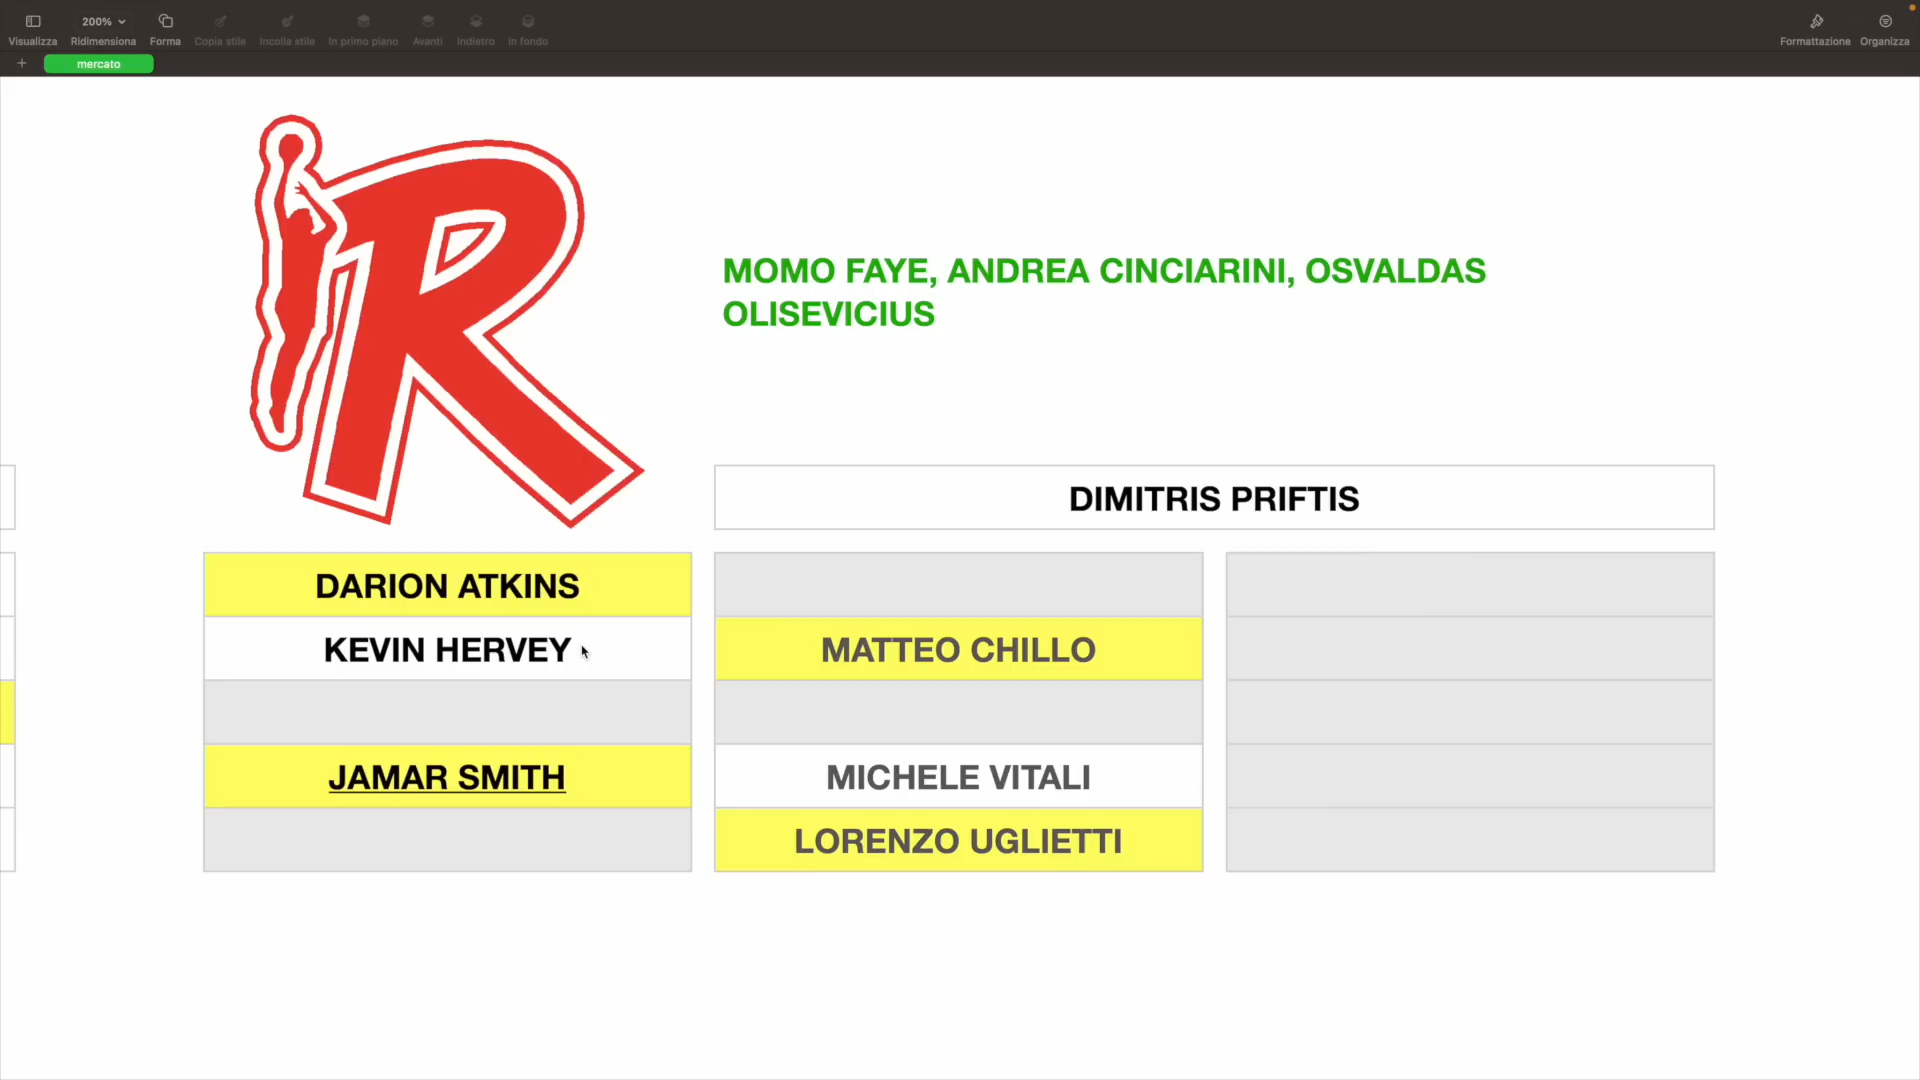 200%
Visualizza Ridimensiona Forma Copia stile Incolla stile In primo piano Avanti Indietro In fondo Formattazione Organizza
mercato
R
MOMO FAYE, ANDREA CINCIARINI, OSVALDAS
OLISEVICIUS
DIMITRIS PRIFTIS
DARION ATKINS
KEVIN HERVEY MATTEO CHILLO
JAMAR SMITH MICHELE VITALI
LORENZO UGLIETTI